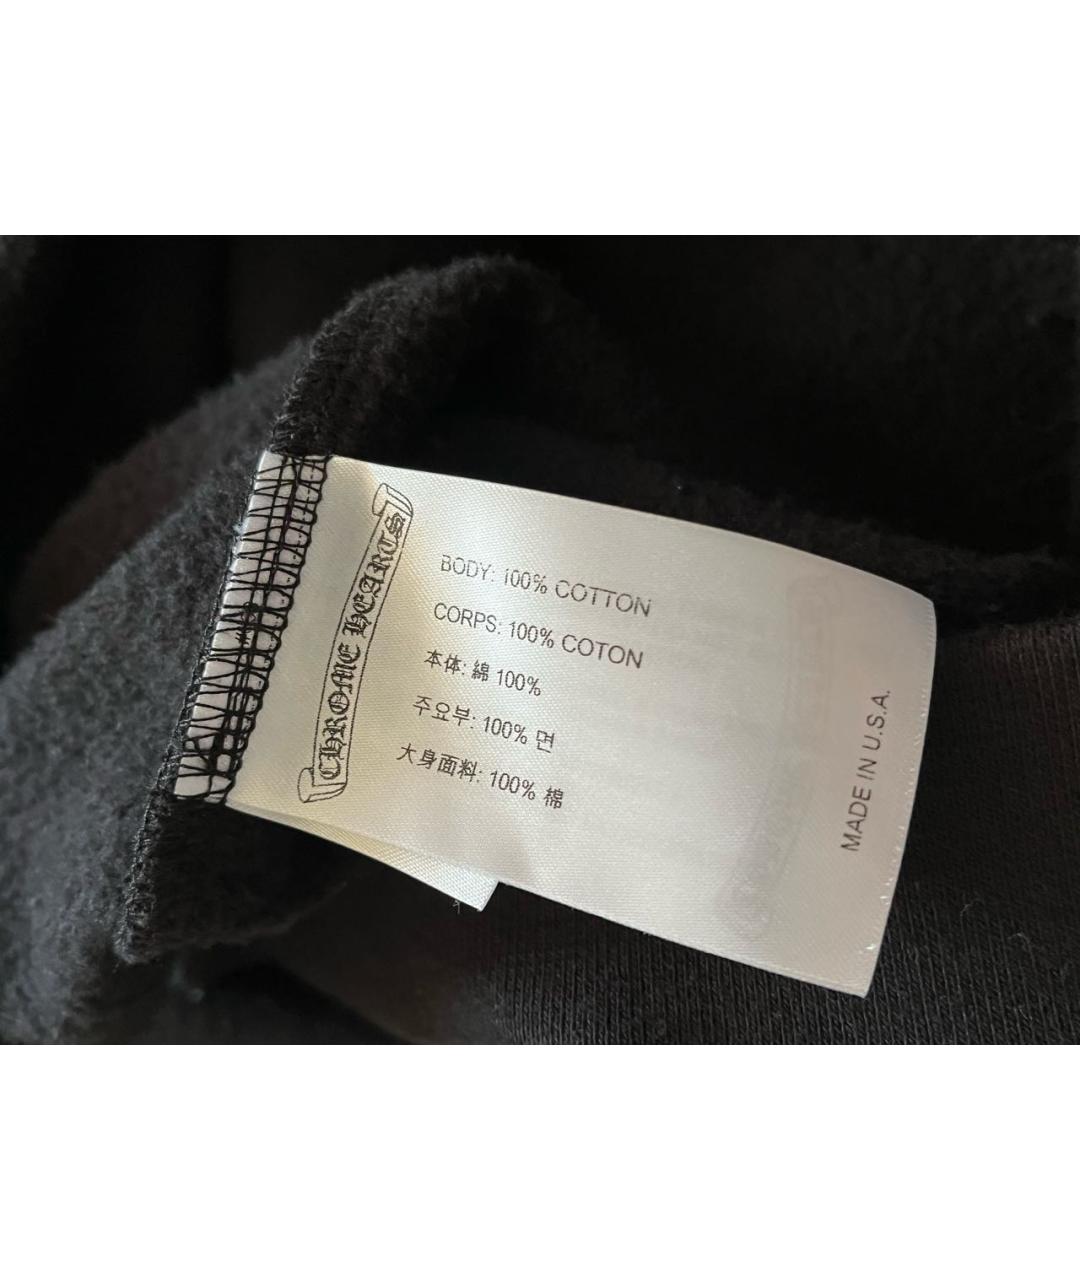 CHROME HEARTS
BODY: 100% COTTON
CORPS: 100% COTON
本体: 綿 100%
주요부: 100% 면
大身面料: 100% 棉
MADE IN U.S.A.